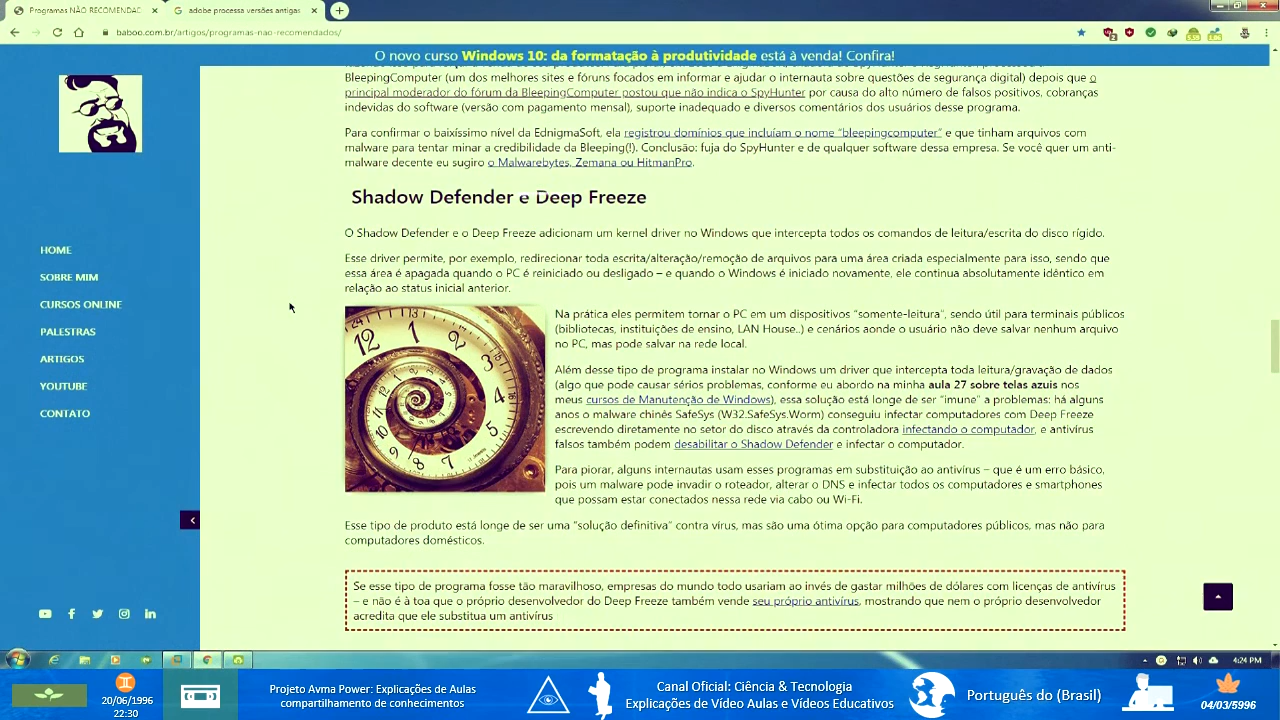 Programas NÃO RECOMENDAC
adobe processa versões antigas
baboo.com.br/artigos/programas-nao-recomendados/
O novo curso Windows 10: da formatação à produtividade está à venda! Confira!
BleepingComputer (um dos melhores sites e fóruns focados em informar e ajudar o internauta sobre questões de segurança digital) depois que o
principal moderador do fórum da BleepingComputer postou que não indica o SpyHunter por causa do alto número de falsos positivos, cobranças
indevidas do software (versão com pagamento mensal), suporte inadequado e diversos comentários dos usuários desse programa.
Para confirmar o baixíssimo nível da EdnigmaSoft, ela registrou domínios que incluíam o nome “bleepingcomputer” e que tinham arquivos com
malware para tentar minar a credibilidade da Bleeping(!). Conclusão: fuja do SpyHunter e de qualquer software dessa empresa. Se você quer um anti-
malware decente eu sugiro o Malwarebytes, Zemana ou HitmanPro.
Shadow Defender e Deep Freeze
O Shadow Defender e o Deep Freeze adicionam um kernel driver no Windows que intercepta todos os comandos de leitura/escrita do disco rígido.
Esse driver permite, por exemplo, redirecionar toda escrita/alteração/remoção de arquivos para uma área criada especialmente para isso, sendo que
essa área é apagada quando o PC é reiniciado ou desligado – e quando o Windows é iniciado novamente, ele continua absolutamente idêntico em
relação ao status inicial anterior.
Na prática eles permitem tornar o PC em um dispositivos “somente-leitura”, sendo útil para terminais públicos
(bibliotecas, instituições de ensino, LAN House..) e cenários aonde o usuário não deve salvar nenhum arquivo
no PC, mas pode salvar na rede local.
Além desse tipo de programa instalar no Windows um driver que intercepta toda leitura/gravação de dados
(algo que pode causar sérios problemas, conforme eu abordo na minha aula 27 sobre telas azuis nos
meus cursos de Manutenção de Windows), essa solução está longe de ser “imune” a problemas: há alguns
anos o malware chinês SafeSys (W32.SafeSys.Worm) conseguiu infectar computadores com Deep Freeze
escrevendo diretamente no setor do disco através da controladora infectando o computador, e antivírus
falsos também podem desabilitar o Shadow Defender e infectar o computador.
Para piorar, alguns internautas usam esses programas em substituição ao antivírus – que é um erro básico,
pois um malware pode invadir o roteador, alterar o DNS e infectar todos os computadores e smartphones
que possam estar conectados nessa rede via cabo ou Wi-Fi.
Esse tipo de produto está longe de ser uma “solução definitiva” contra vírus, mas são uma ótima opção para computadores públicos, mas não para
computadores domésticos.
Se esse tipo de programa fosse tão maravilhoso, empresas do mundo todo usariam ao invés de gastar milhões de dólares com licenças de antivírus
– e não é à toa que o próprio desenvolvedor do Deep Freeze também vende seu próprio antivírus, mostrando que nem o próprio desenvolvedor
acredita que ele substitua um antivírus
HOME
SOBRE MIM
CURSOS ONLINE
PALESTRAS
ARTIGOS
YOUTUBE
CONTATO
12
1
2
3
4
5
7
8
9
10
11
4:24 PM
20/06/1996
22:30
Projeto Avma Power: Explicações de Aulas
compartilhamento de conhecimentos
Canal Oficial: Ciência & Tecnologia
Explicações de Vídeo Aulas e Vídeos Educativos
Português do (Brasil)
04/03/5996